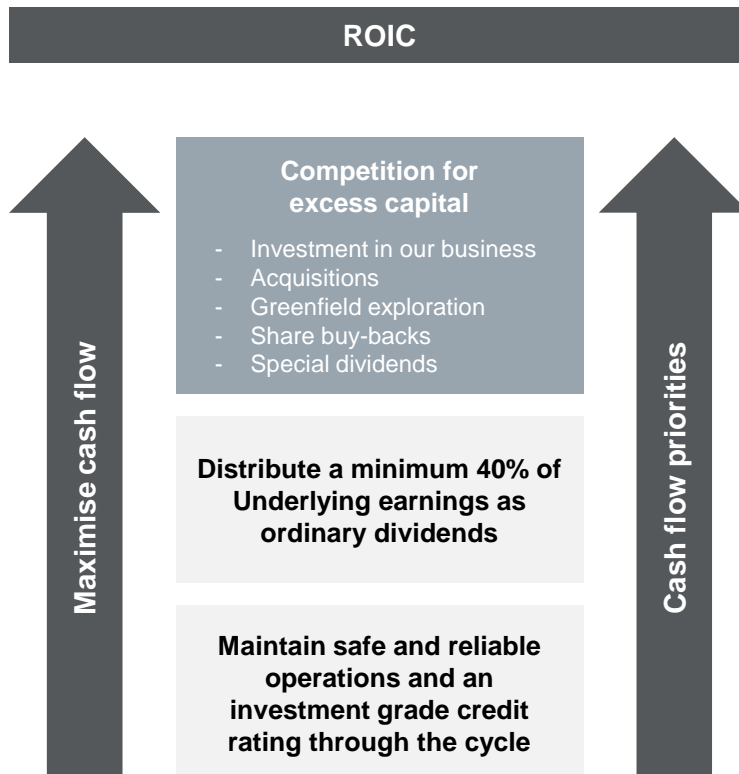 ROIC
Competition for
excess capital
- Investment in our business
- Acquisitions
- Greenfield exploration
- Share buy-backs
- Special dividends
Maximise cash flow
Cash flow priorities
Distribute a minimum 40% of
Underlying earnings as
ordinary dividends
Maintain safe and reliable
operations and an
investment grade credit
rating through the cycle